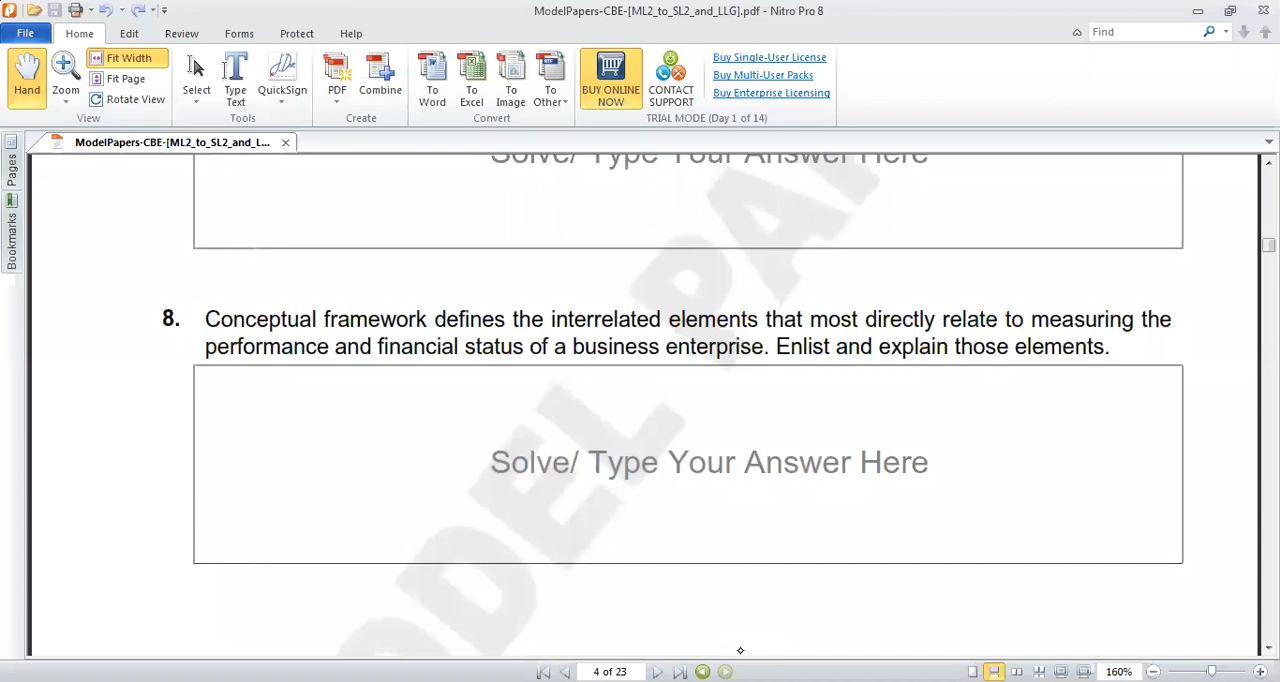 ModelPapers-CBE-[ML2_to_SL2_and_LLG].pdf - Nitro Pro 8
File Home Edit Review Forms Protect Help Find
Hand Zoom Fit Width Fit Page Rotate View Select Type Text QuickSign PDF Combine To Word To Excel To Image To Other BUY ONLINE NOW CONTACT SUPPORT Buy Single-User License
Buy Multi-User Packs
Buy Enterprise Licensing
View Tools Create Convert TRIAL MODE (Day 1 of 14)
ModelPapers-CBE-[ML2_to_SL2_and_L...
Pages
Bookmarks
Solve/ Type Your Answer Here
8. Conceptual framework defines the interrelated elements that most directly relate to measuring the
performance and financial status of a business enterprise. Enlist and explain those elements.
Solve/ Type Your Answer Here
4 of 23 160%